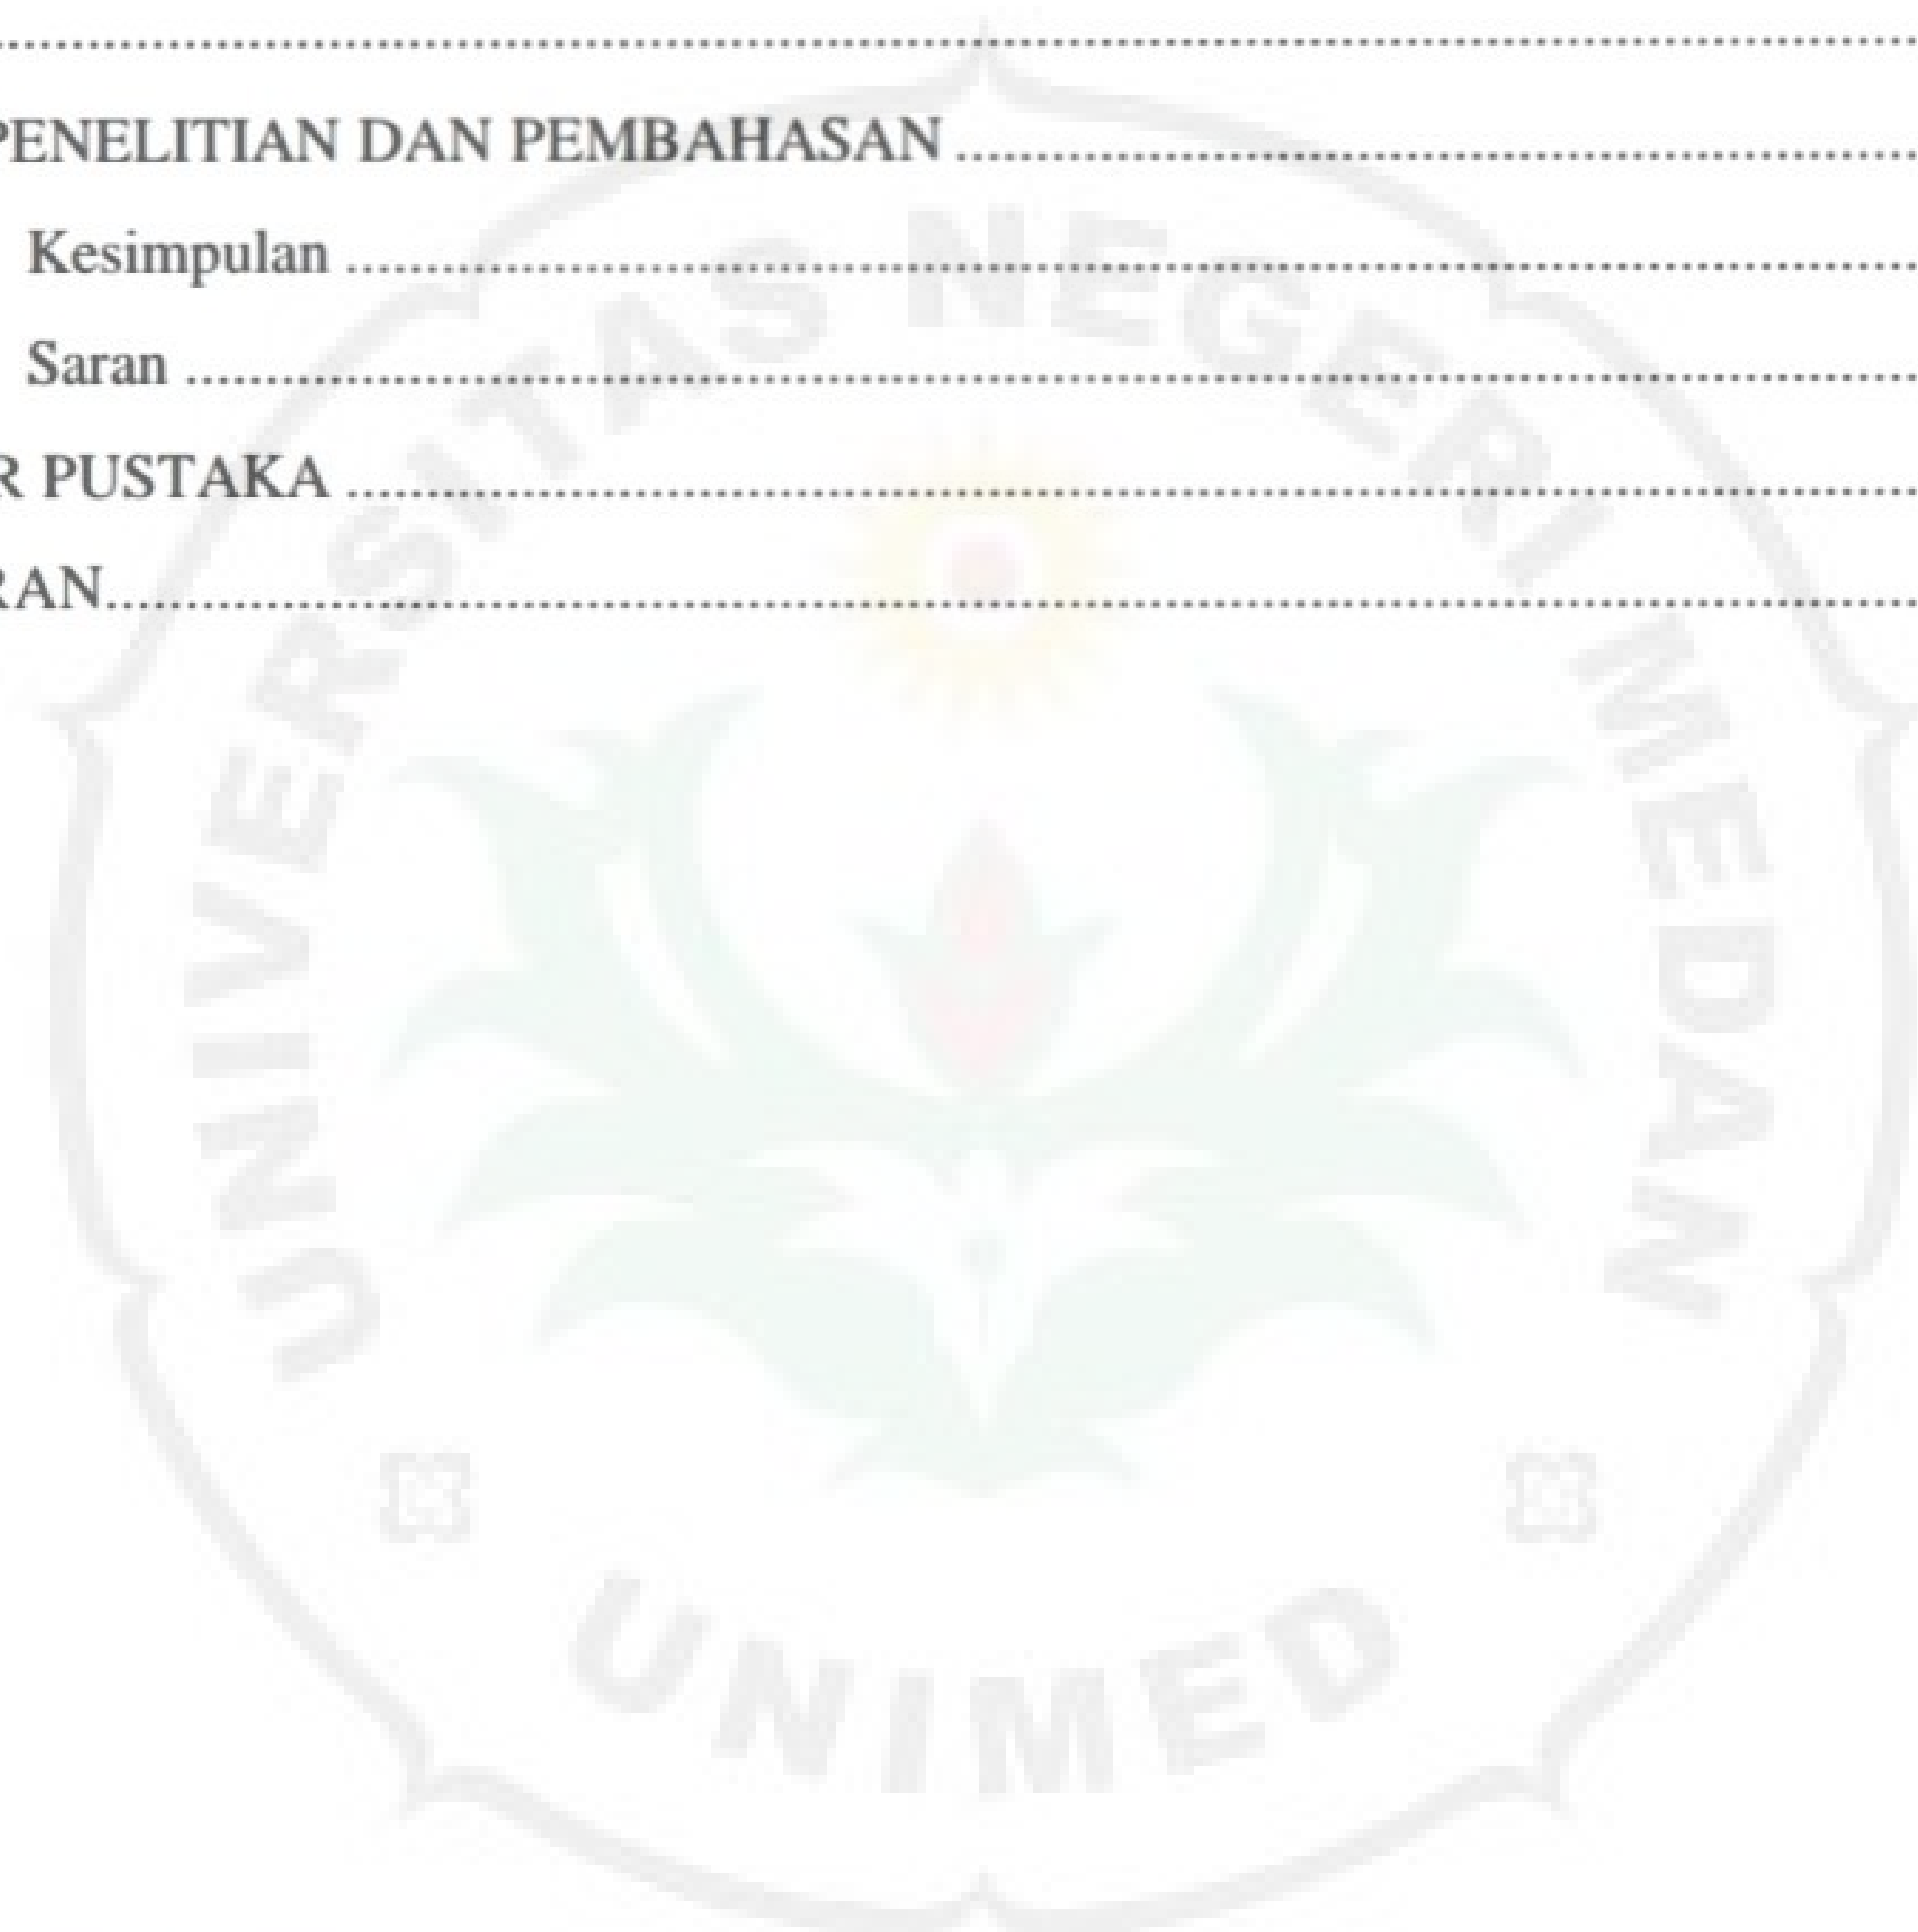 ....................................................................................................
PENELITIAN DAN PEMBAHASAN ....................................................................................................
Kesimpulan ....................................................................................................
Saran ....................................................................................................
R PUSTAKA ....................................................................................................
RAN....................................................................................................
UNIVERSITAS NEGERI MEDAN
UNIMED